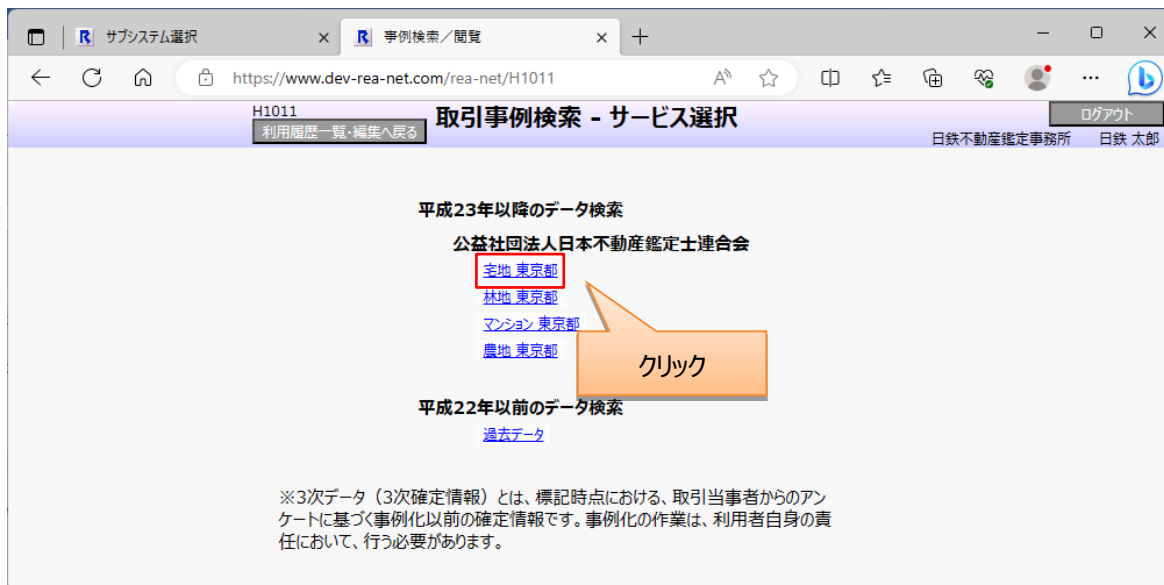 サブシステム選択
事例検索／閲覧
https://www.dev-rea-net.com/rea-net/H1011
H1011
利用履歴一覧・編集へ戻る
取引事例検索 - サービス選択
ログアウト
日鉄不動産鑑定事務所 日鉄 太郎
平成23年以降のデータ検索
公益社団法人日本不動産鑑定士連合会
宅地 東京都
林地 東京都
マンション 東京都
農地 東京都
クリック
平成22年以前のデータ検索
過去データ
※3次データ（3次確定情報）とは、標記時点における、取引当事者からのアン
ケートに基づく事例化以前の確定情報です。事例化の作業は、利用者自身の責
任において、行う必要があります。